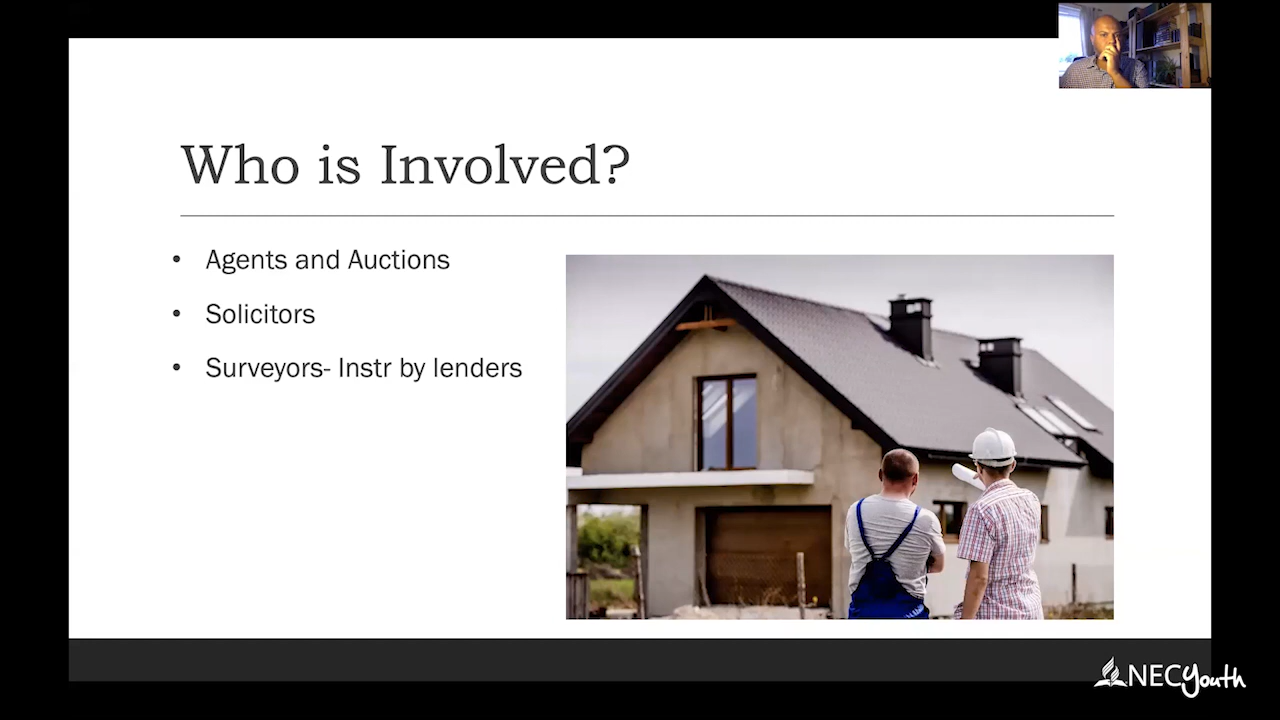 Who is Involved?
• Agents and Auctions
• Solicitors
• Surveyors- Instr by lenders
NECYouth